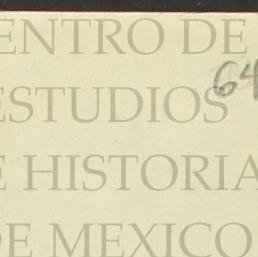 ENTRO DE
ESTUDIOS
E HISTORIA
DE MEXICO
64